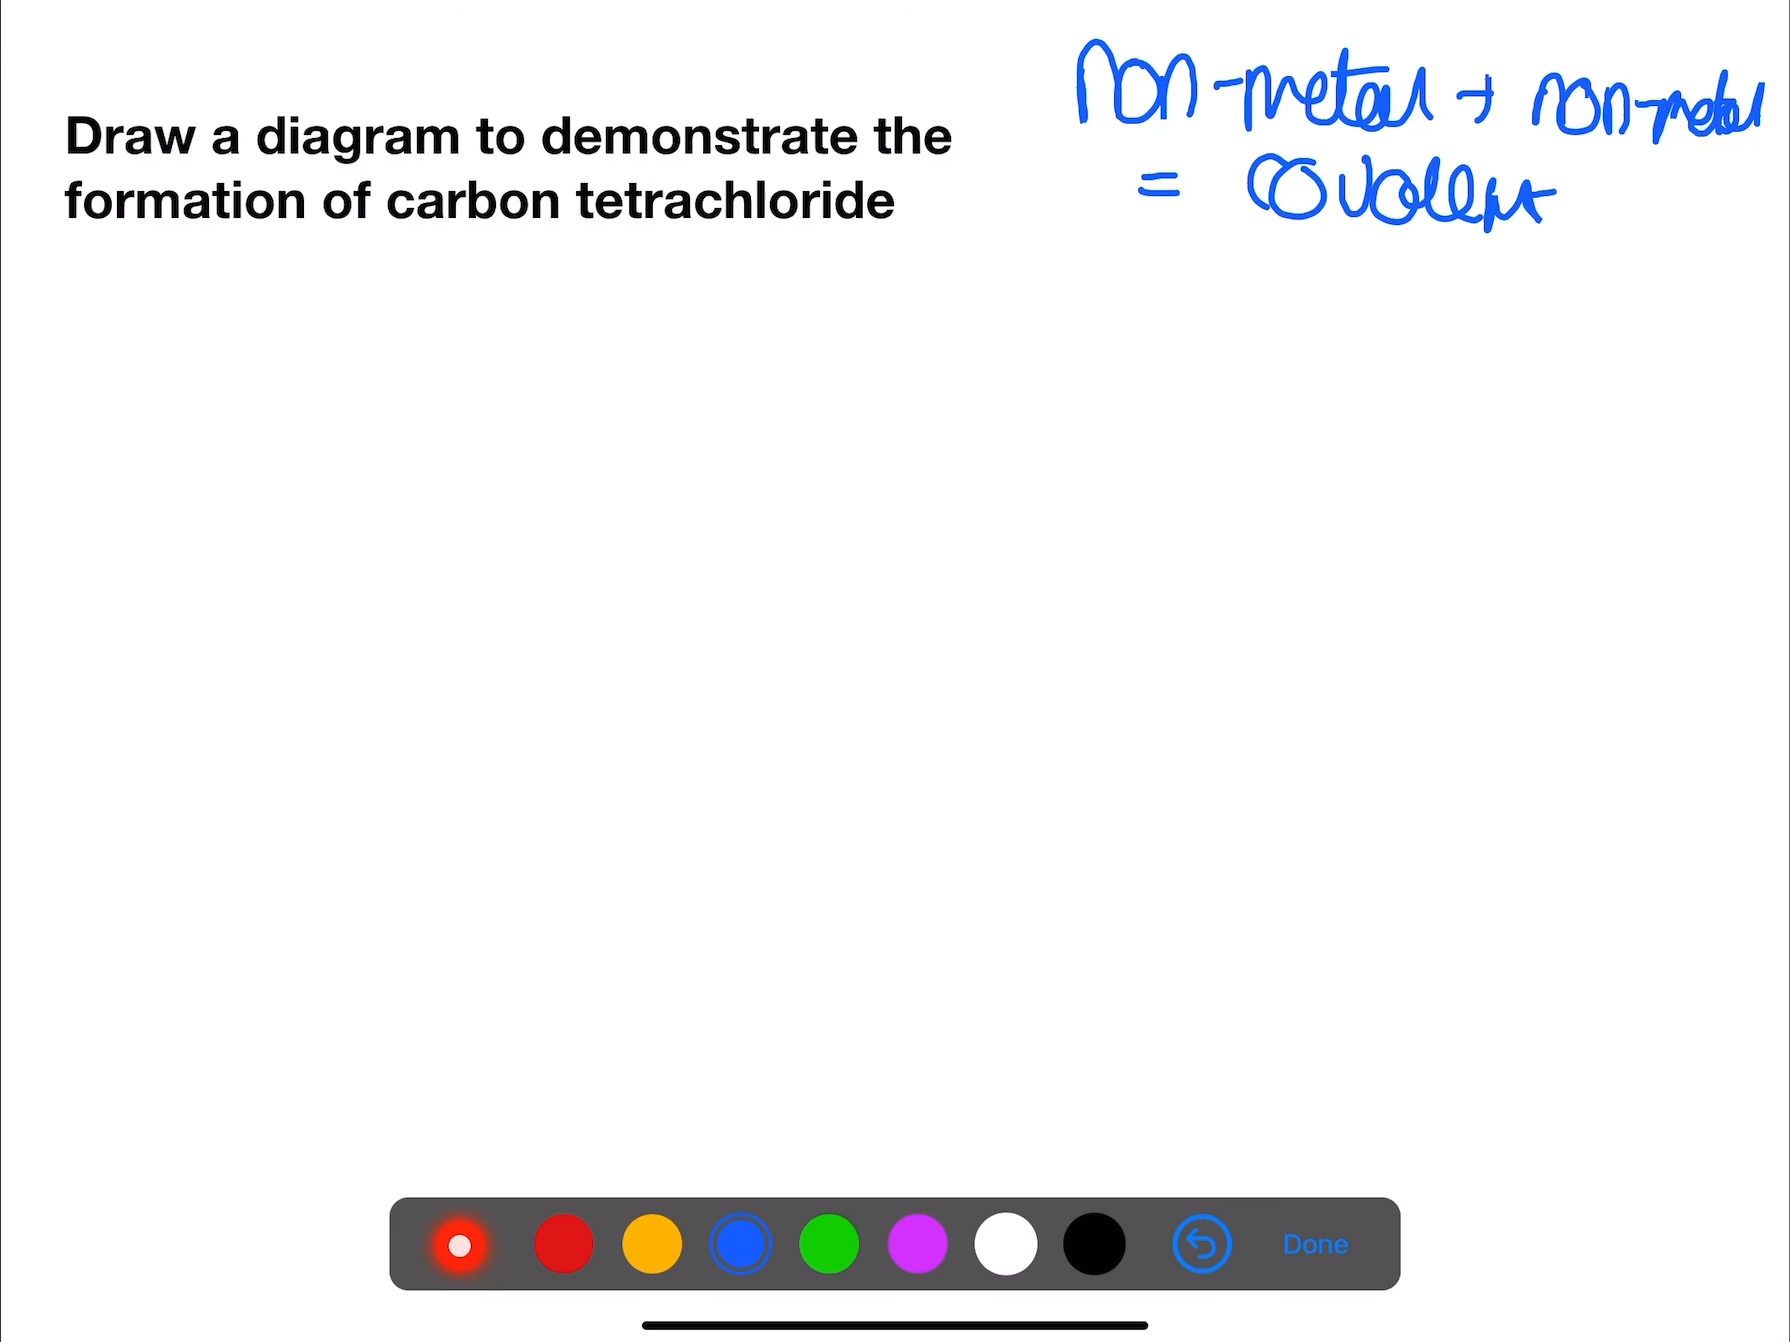 Draw a diagram to demonstrate the
formation of carbon tetrachloride
non-metal + non-metal
= covalent
Done